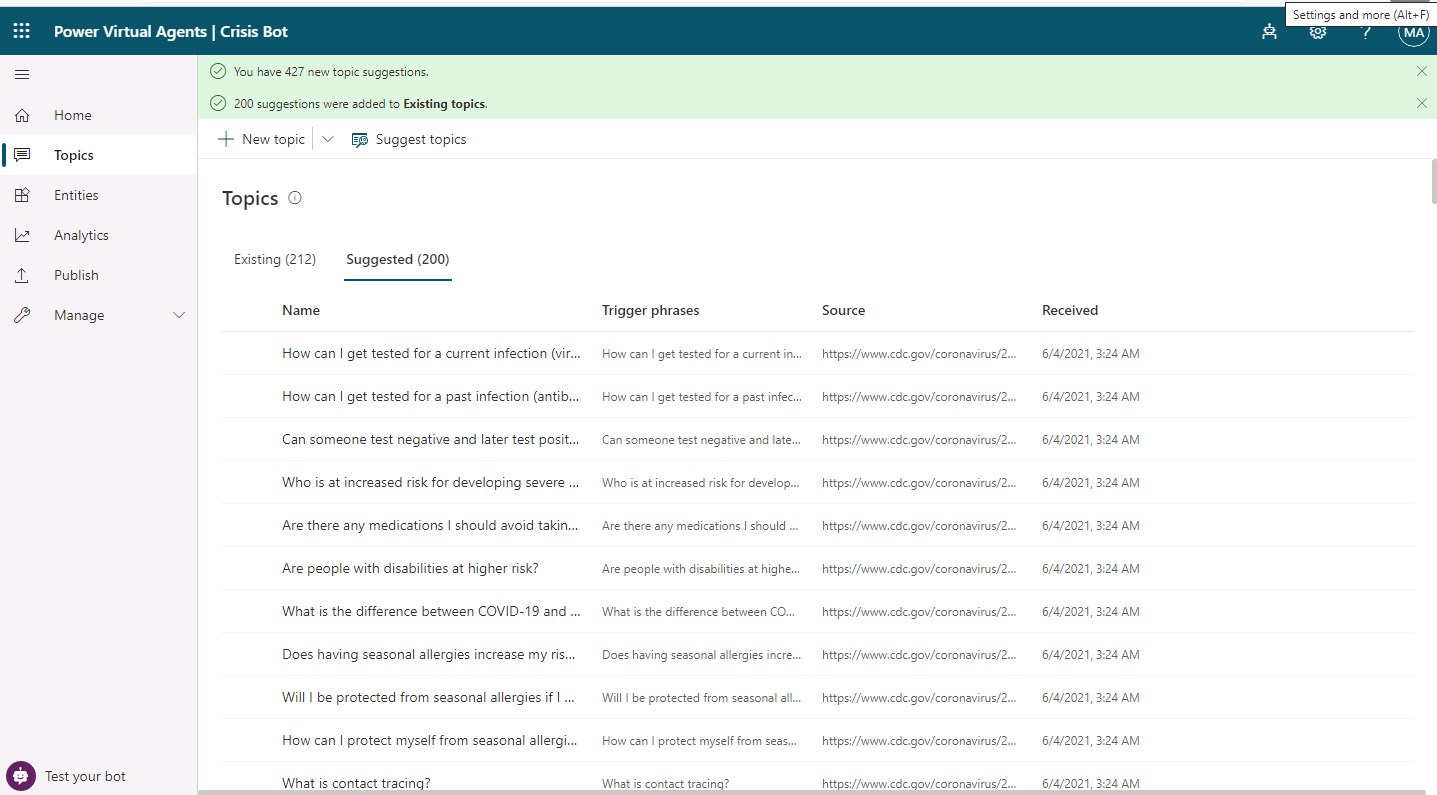 Settings and more (Alt+F)
Power Virtual Agents | Crisis Bot
MA
You have 427 new topic suggestions.
200 suggestions were added to Existing topics.
Home
Topics
Entities
Analytics
Publish
Manage
New topic
Suggest topics
Topics
Existing (212)
Suggested (200)
Name Trigger phrases Source Received
How can I get tested for a current infection (vir... How can I get tested for a current in... https://www.cdc.gov/coronavirus/2... 6/4/2021, 3:24 AM
How can I get tested for a past infection (antib... How can I get tested for a past infec... https://www.cdc.gov/coronavirus/2... 6/4/2021, 3:24 AM
Can someone test negative and later test posit... Can someone test negative and late... https://www.cdc.gov/coronavirus/2... 6/4/2021, 3:24 AM
Who is at increased risk for developing severe ... Who is at increased risk for develop... https://www.cdc.gov/coronavirus/2... 6/4/2021, 3:24 AM
Are there any medications I should avoid takin... Are there any medications I should ... https://www.cdc.gov/coronavirus/2... 6/4/2021, 3:24 AM
Are people with disabilities at higher risk? Are people with disabilities at highe... https://www.cdc.gov/coronavirus/2... 6/4/2021, 3:24 AM
What is the difference between COVID-19 and ... What is the difference between CO... https://www.cdc.gov/coronavirus/2... 6/4/2021, 3:24 AM
Does having seasonal allergies increase my ris... Does having seasonal allergies incre... https://www.cdc.gov/coronavirus/2... 6/4/2021, 3:24 AM
Will I be protected from seasonal allergies if I ... Will I be protected from seasonal all... https://www.cdc.gov/coronavirus/2... 6/4/2021, 3:24 AM
How can I protect myself from seasonal allergi... How can I protect myself from seas... https://www.cdc.gov/coronavirus/2... 6/4/2021, 3:24 AM
What is contact tracing? What is contact tracing? https://www.cdc.gov/coronavirus/2... 6/4/2021, 3:24 AM
Test your bot